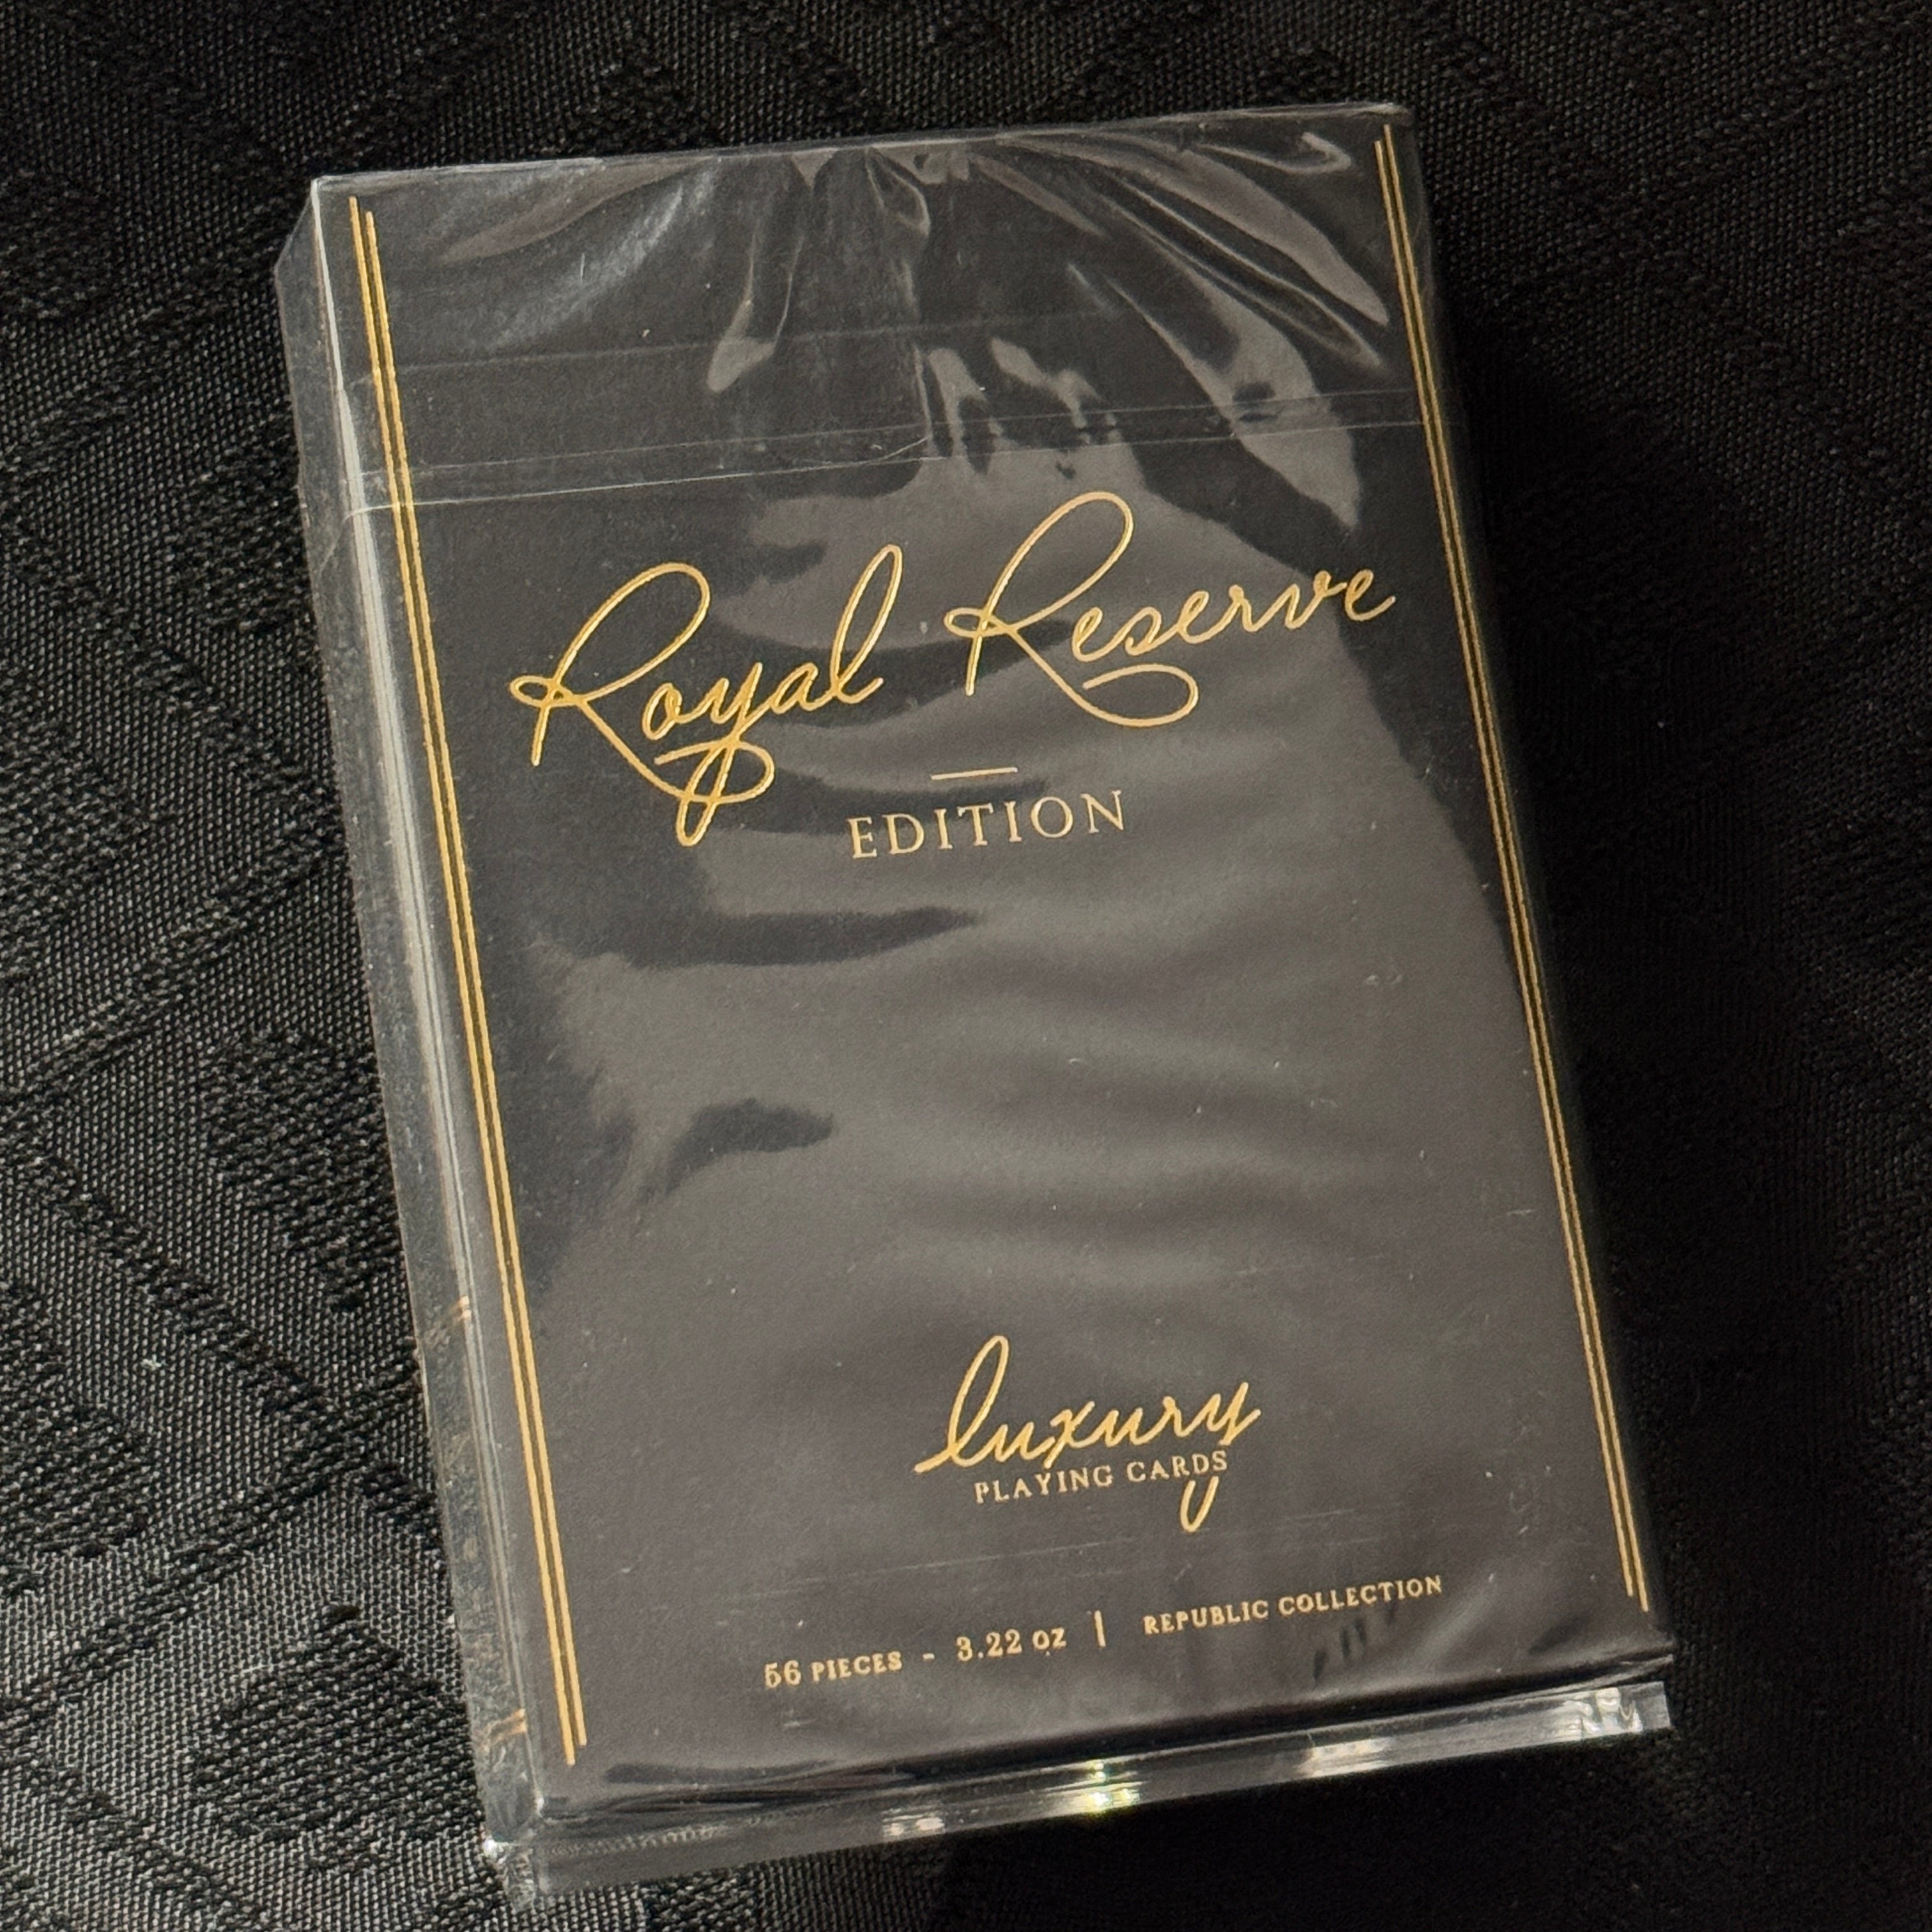 Royal Reserve
EDITION
luxury
PLAYING CARDS
56 PIECES - 3.22 OZ | REPUBLIC COLLECTION